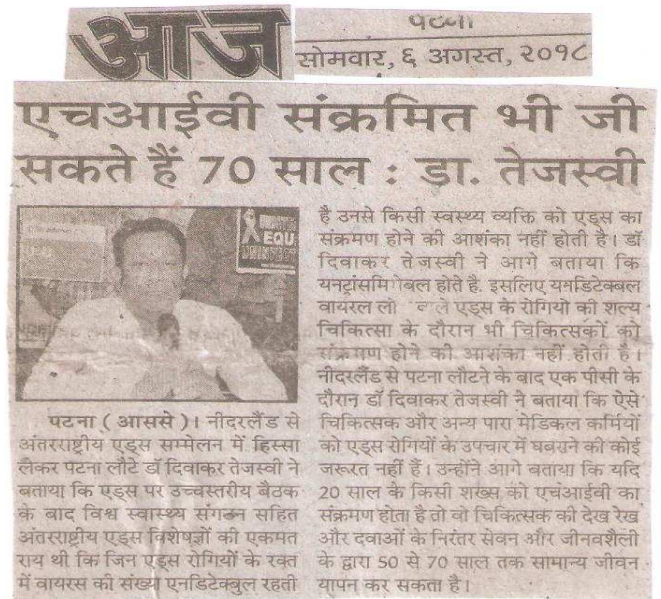 आज
पटना
सोमवार, ६ अगस्त, २०१८
एचआईवी संक्रमित भी जी
सकते हैं 70 साल : डा. तेजस्वी
EQU
पटना ( आससे )। नीदरलैंड से
अंतरराष्ट्रीय एड्स सम्मेलन में हिस्सा
लेकर पटना लौटे डॉ दिवाकर तेजस्वी ने
बताया कि एड्स पर उच्चस्तरीय बैठक
के बाद विश्व स्वास्थ्य संगठन सहित
अंतरराष्ट्रीय एड्स विशेषज्ञों की एकमत
राय थी कि जिन एड्स रोगियों के रक्त
में वायरस की संख्या एनडिटेक्बुल रहती
है उनसे किसी स्वस्थ्य व्यक्ति को एड्स का
संक्रमण होने की आशंका नहीं होती है। डॉ
दिवाकर तेजस्वी ने आगे बताया कि
होते है. इसलिए
वायरल लो एड्स के रोगियो की शल्य
चिकित्सा के दौरान भी चिकित्सकों को
संक्रमण होने की आशंका नहीं होती है।
नीदरलैंड से पटना लौटने के बाद एक पीसी के
दौरान डॉ दिवाकर तेजस्वी ने बताया कि ऐसे
चिकित्सक और अन्य पारा मेडिकल कर्मियों
को एड्स रोगियों के उपचार में घबराने की कोई
जरूरत नहीं हैं। उन्होंने आगे बताया कि यदि
20 साल के किसी शख्स को एचआईवी का
संक्रमण होता है तो वो चिकित्सक की देख रेख
और दवाओं के निरंतर सेवन और जीनवशैली
के द्वारा 50 से 70 साल तक सामान्य जीवन
यापन कर सकता है।